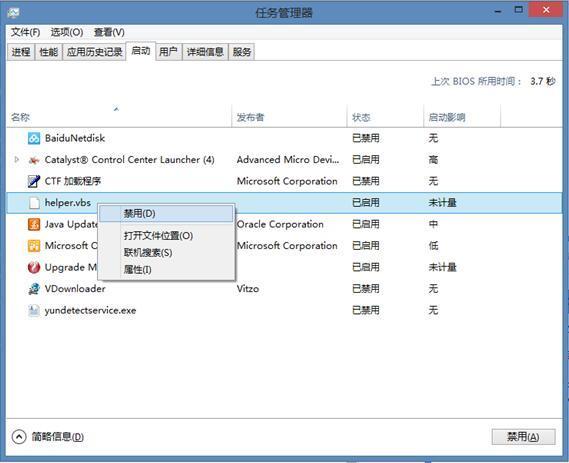 任务管理器
文件(F) 选项(O) 查看(V)
进程 性能 应用历史记录 启动 用户 详细信息 服务
上次 BIOS 所用时间： 3.7 秒
名称 发布者 状态 启动影响
BaiduNetdisk 已禁用 无
Catalyst® Control Center Launcher (4) Advanced Micro Devi... 已启用 高
CTF 加载程序 Microsoft Corporation 已禁用 无
helper.vbs 已启用 未计量
禁用(D)
Java Update Oracle Corporation 已启用 中
打开文件位置(O)
Microsoft C Microsoft Corporation 已启用 低
联机搜索(S)
Upgrade M 已启用 未计量
属性(I)
VDownloader Vitzo 已禁用 无
yundetectservice.exe 已禁用 无
简略信息(D) 禁用(A)